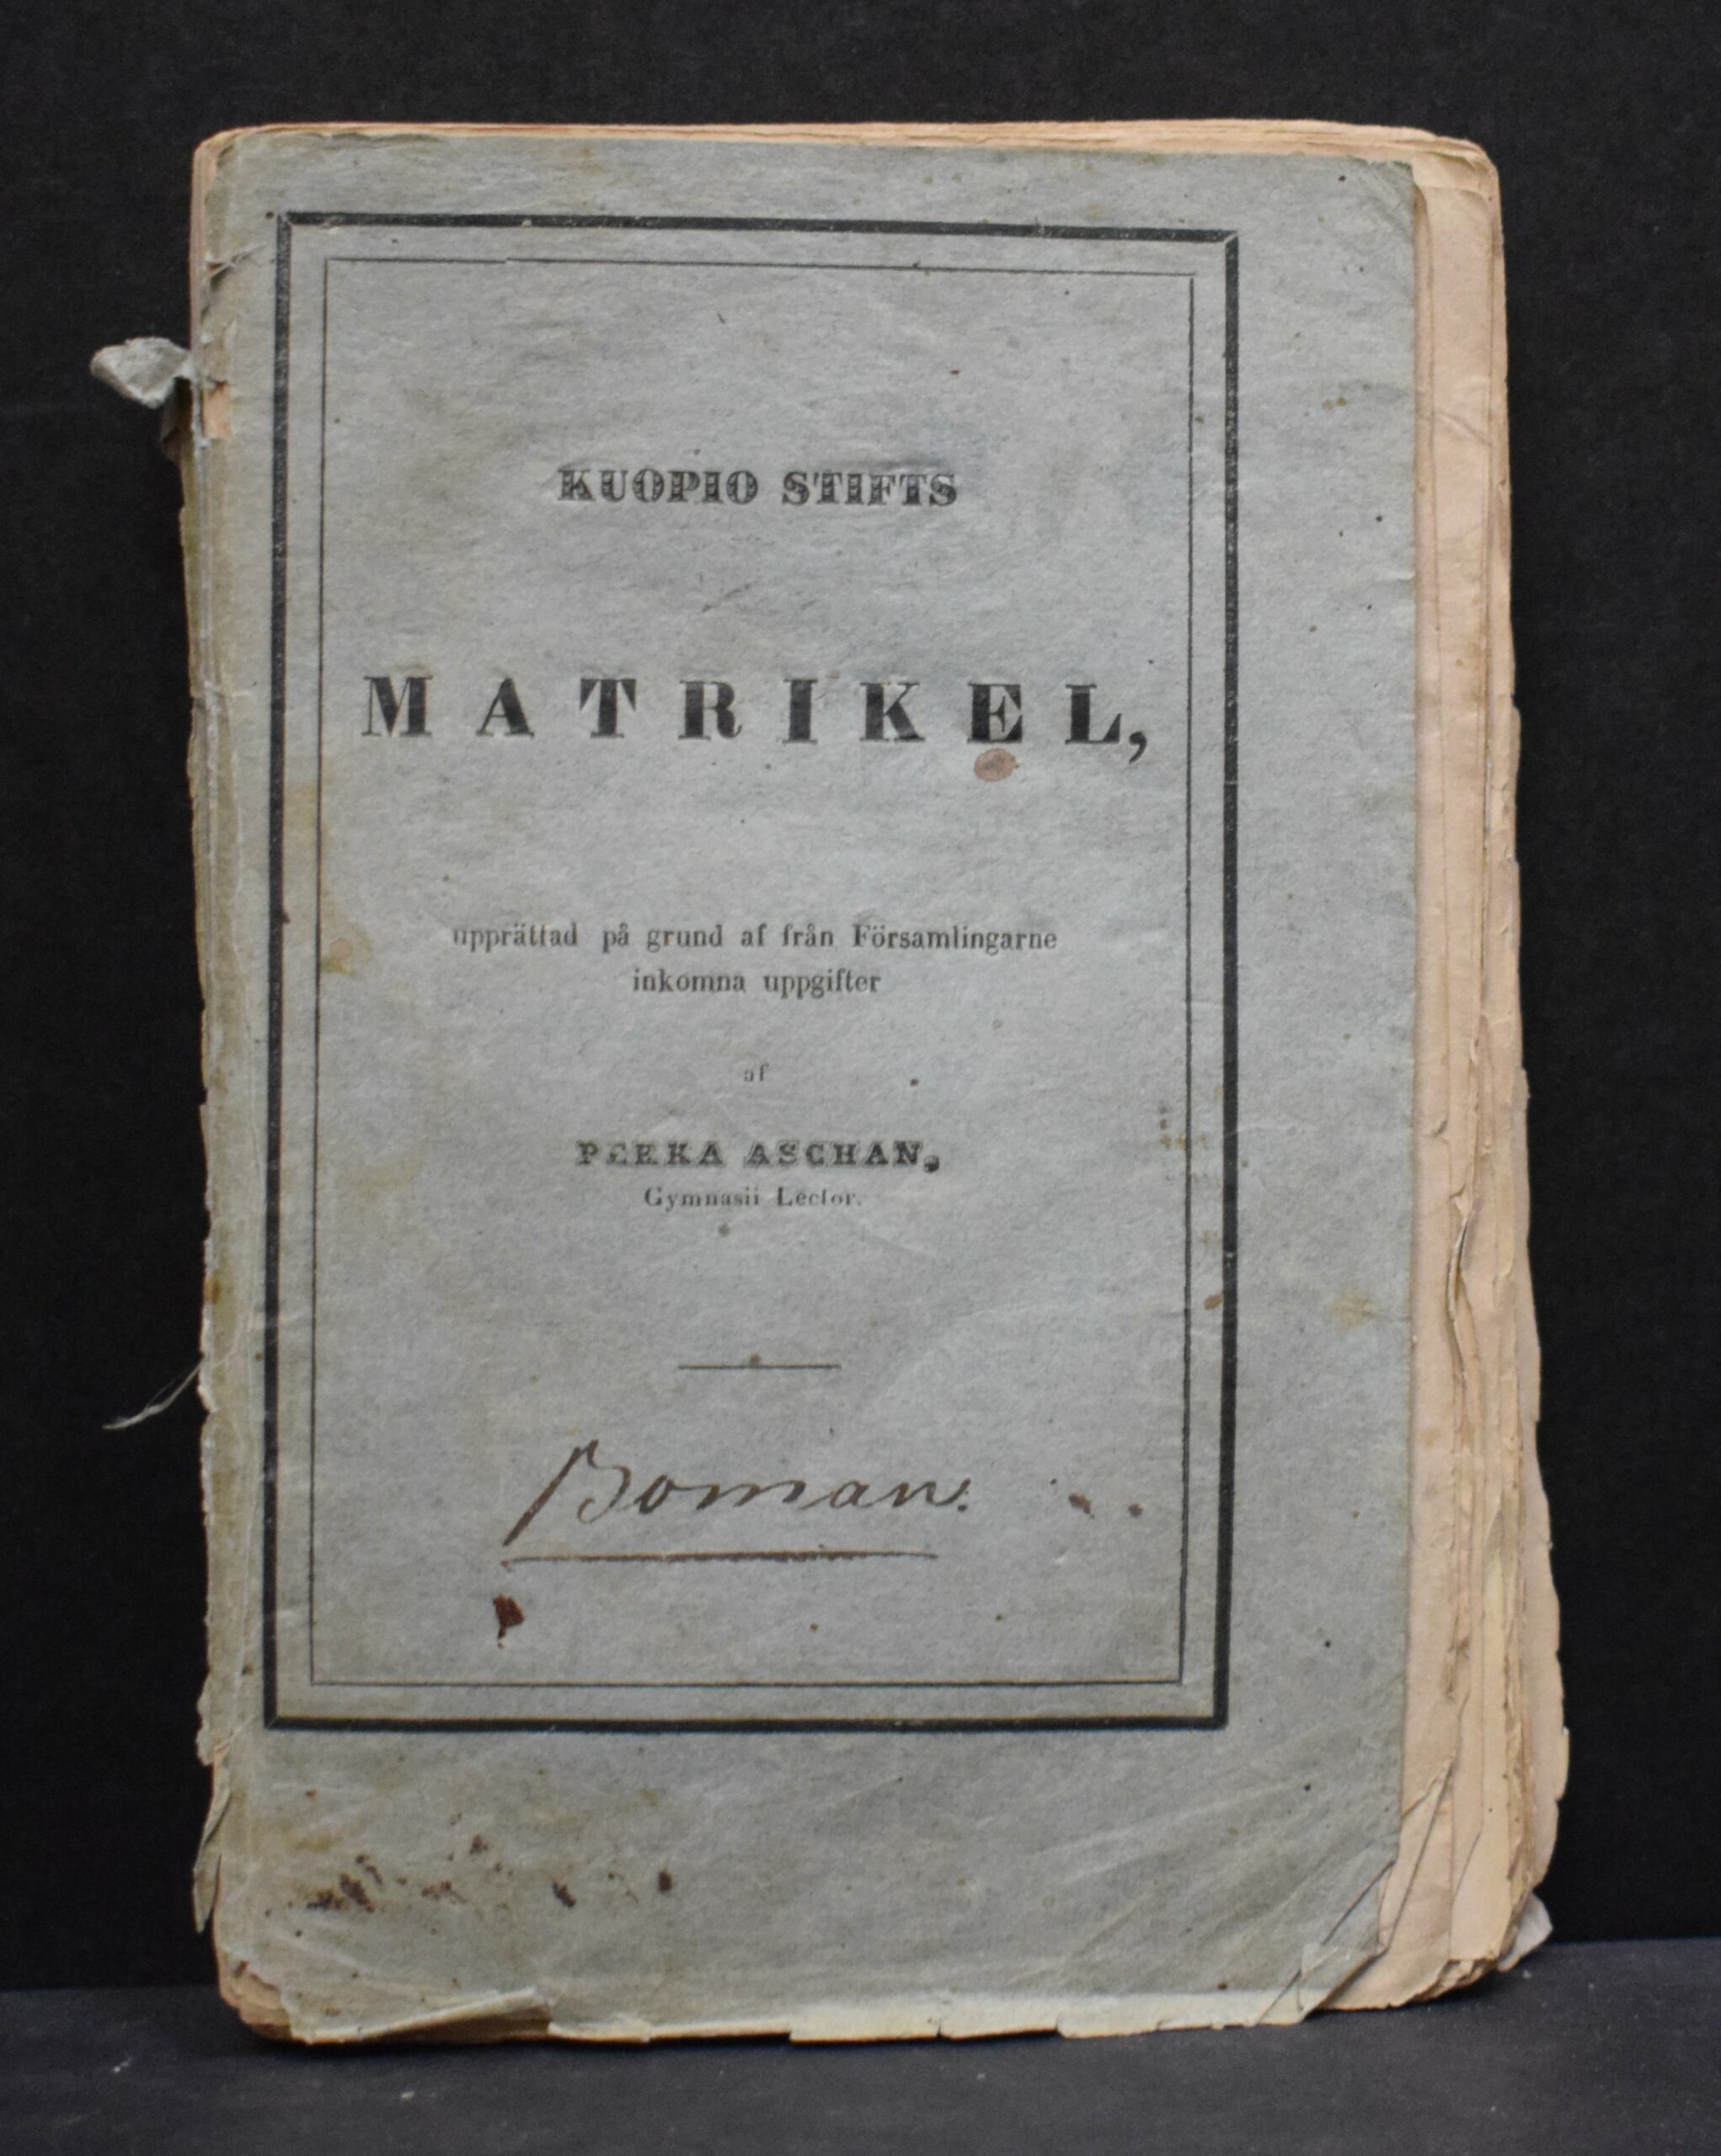 KUOPIO STIFTS
MATRIKEL,
upprättad på grund af från Församlingarne
inkomna uppgifter
af
PEKKA ASCHAN,
Gymnasii Lector.
Boman.